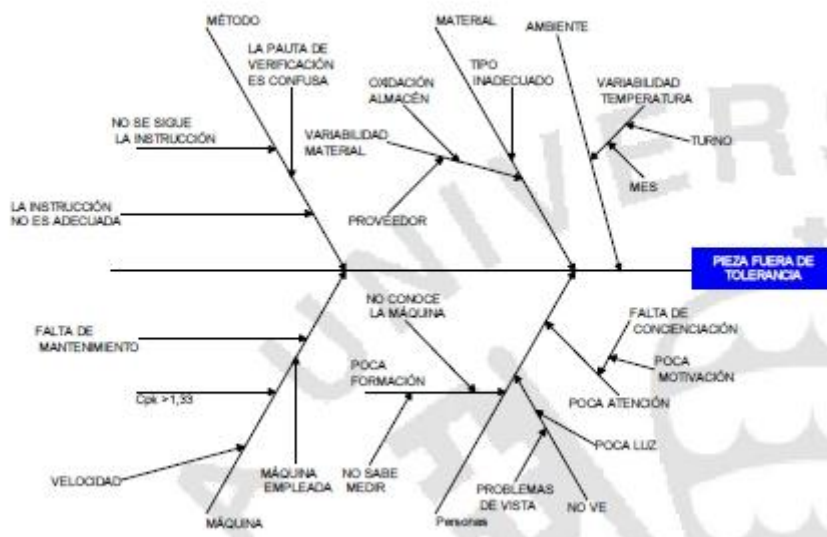 MÉTODO
LA PAUTA DE
VERIFICACIÓN
ES CONFUSA
NO SE SIGUE
LA INSTRUCCIÓN
LA INSTRUCCIÓN
NO ES ADECUADA
MATERIAL
TIPO
INADECUADO
OXIDACIÓN
ALMACÉN
VARIABILIDAD
MATERIAL
PROVEEDOR
AMBIENTE
VARIABILIDAD
TEMPERATURA
TURNO
MES
PIEZA FUERA DE
TOLERANCIA
FALTA DE
MANTENIMIENTO
Cpk >1,33
VELOCIDAD
MÁQUINA
EMPLEADA
MÁQUINA
NO CONOCE
LA MÁQUINA
POCA
FORMACIÓN
NO SABE
MEDIR
Personas
FALTA DE
CONCIENCIACIÓN
POCA
MOTIVACIÓN
POCA ATENCIÓN
POCA LUZ
PROBLEMAS
DE VISTA
NO VE
UNIVERS